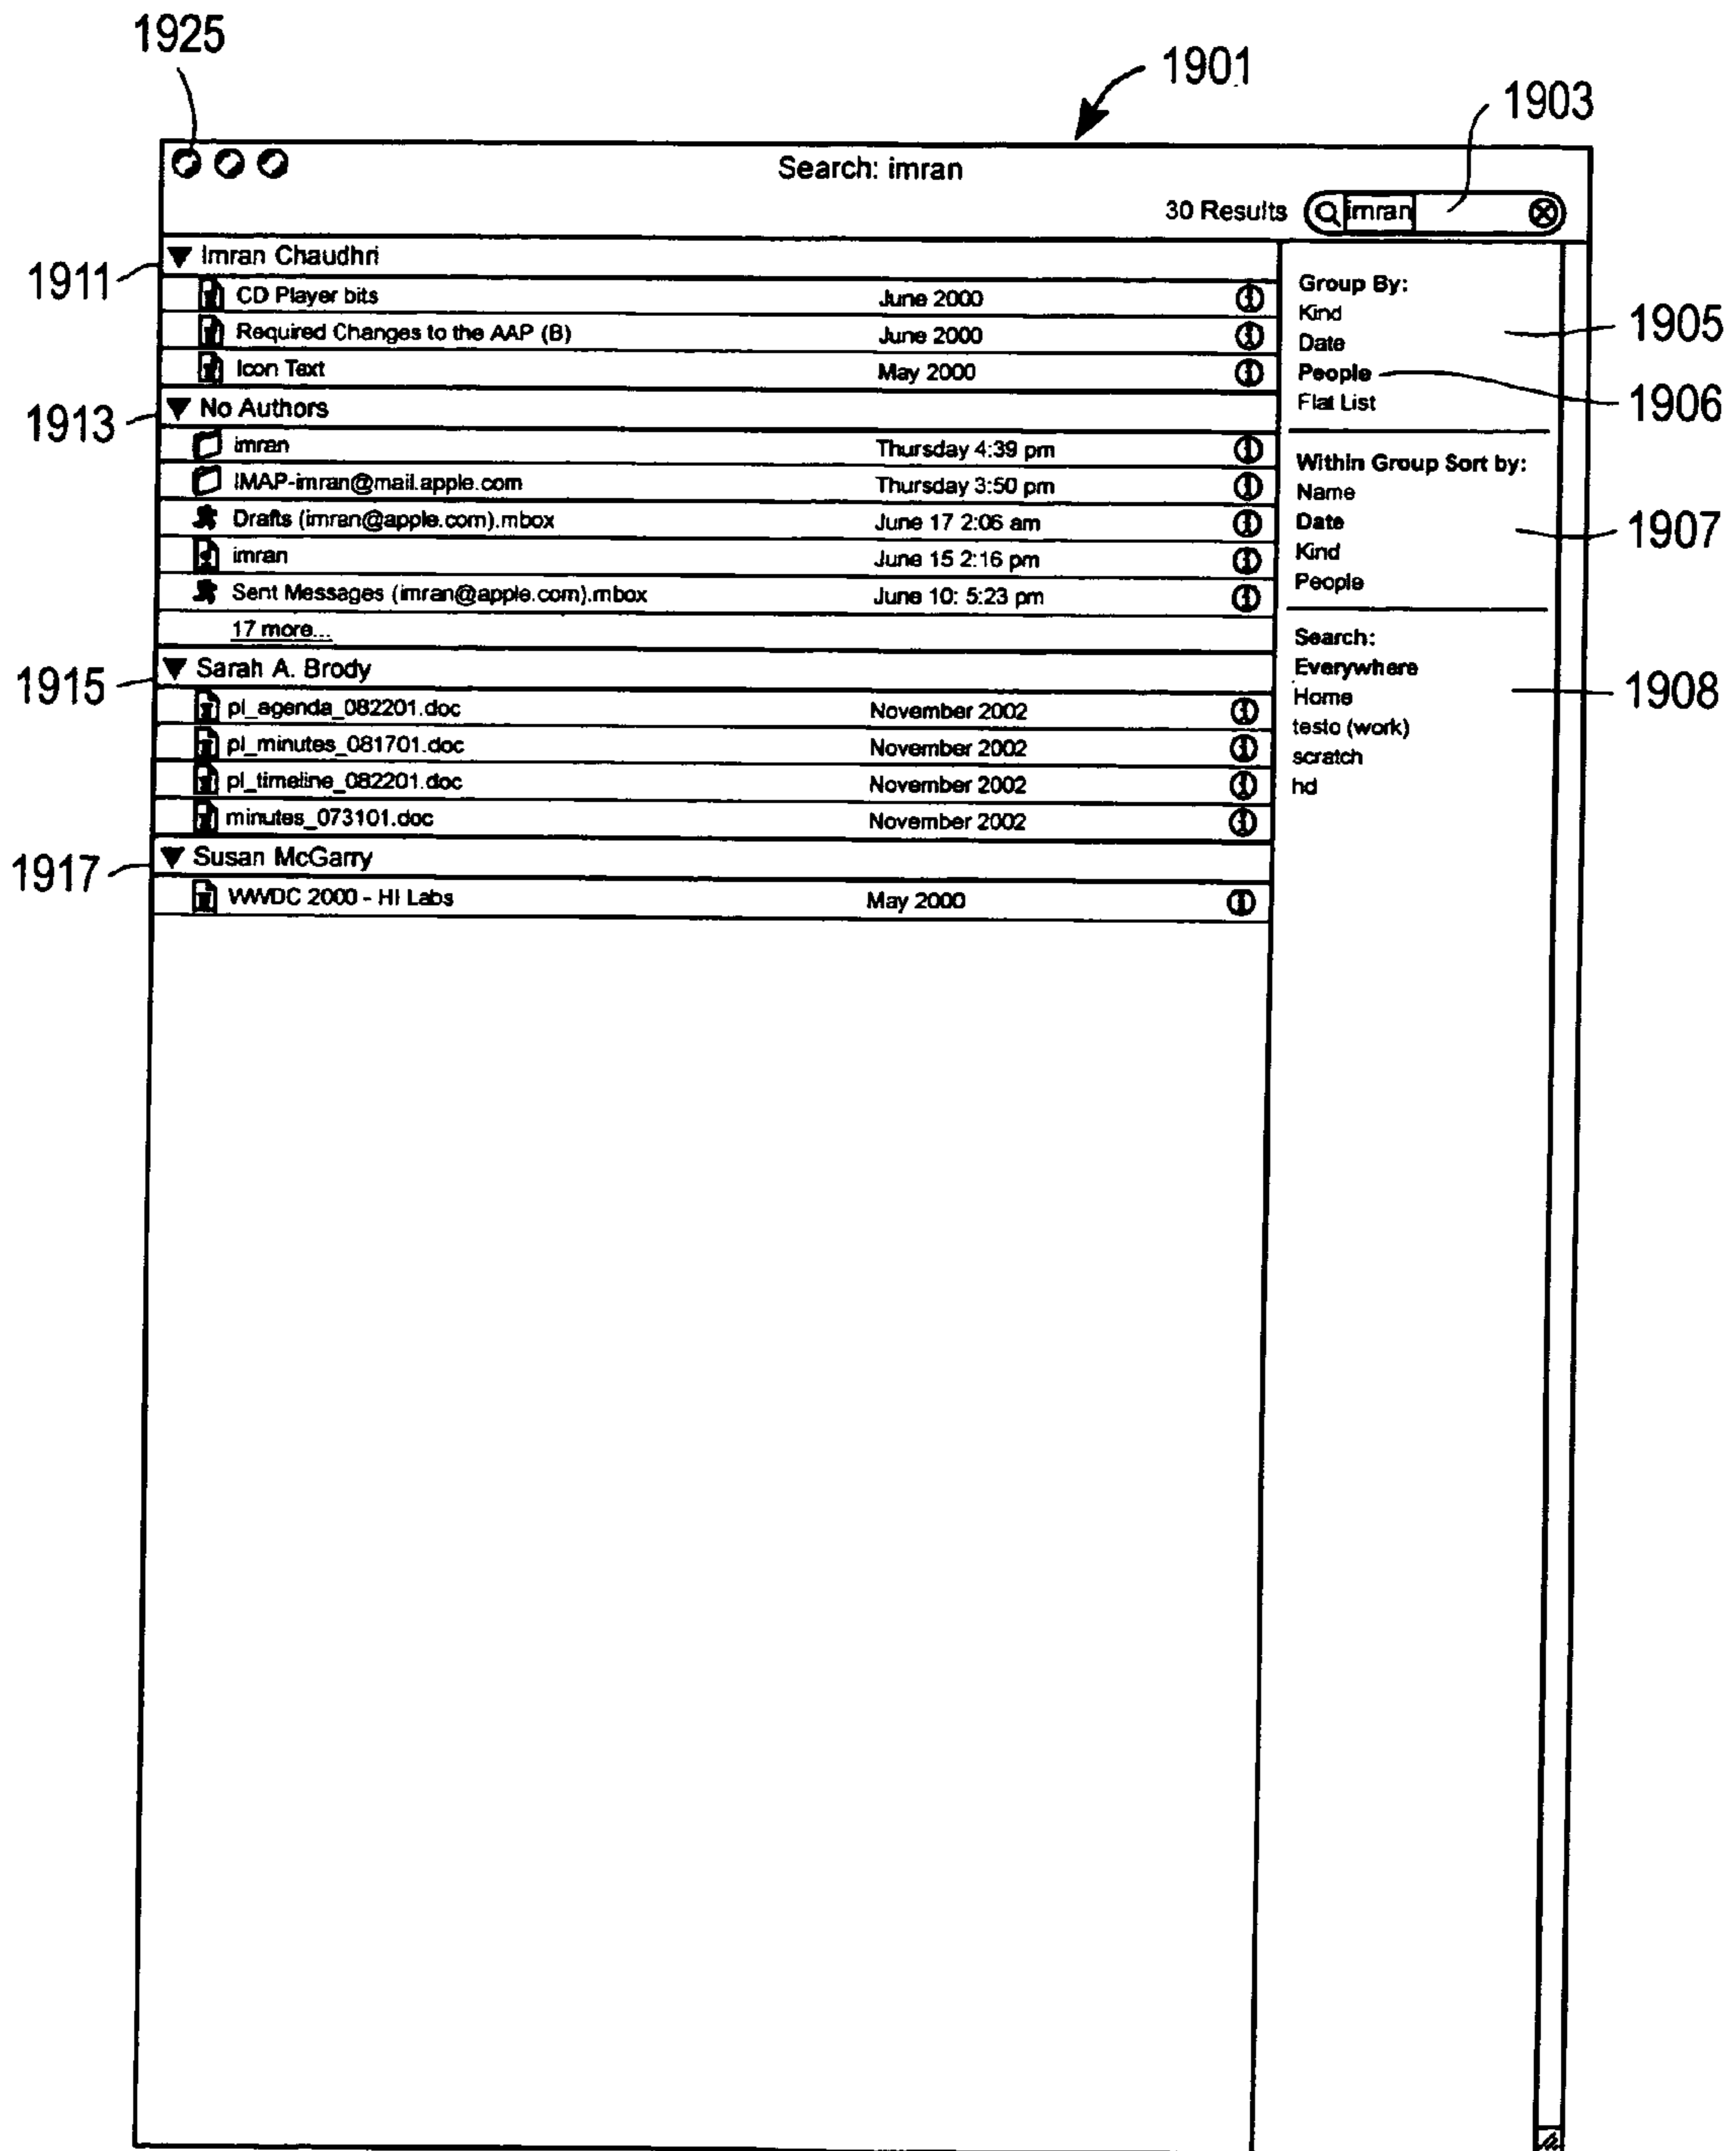 1925
1901
1903
Search: imran
30 Results imran
1911
Imran Chaudhri
CD Player bits June 2000
Required Changes to the AAP (B) June 2000
Icon Text May 2000
1913
No Authors
imran Thursday 4:39 pm
IMAP-imran@mail.apple.com Thursday 3:50 pm
Drafts (imran@apple.com).mbox June 17 2:06 am
imran June 15 2:16 pm
Sent Messages (imran@apple.com).mbox June 10: 5:23 pm
17 more...
1915
Sarah A. Brody
pl_agenda_082201.doc November 2002
pl_minutes_081701.doc November 2002
pl_timeline_082201.doc November 2002
minutes_073101.doc November 2002
1917
Susan McGarry
WWDC 2000 - HI Labs May 2000
Group By:
Kind
Date
People
Flat List
1905
1906
Within Group Sort by:
Name
Date
Kind
People
1907
Search:
Everywhere
Home
testo (work)
scratch
hd
1908